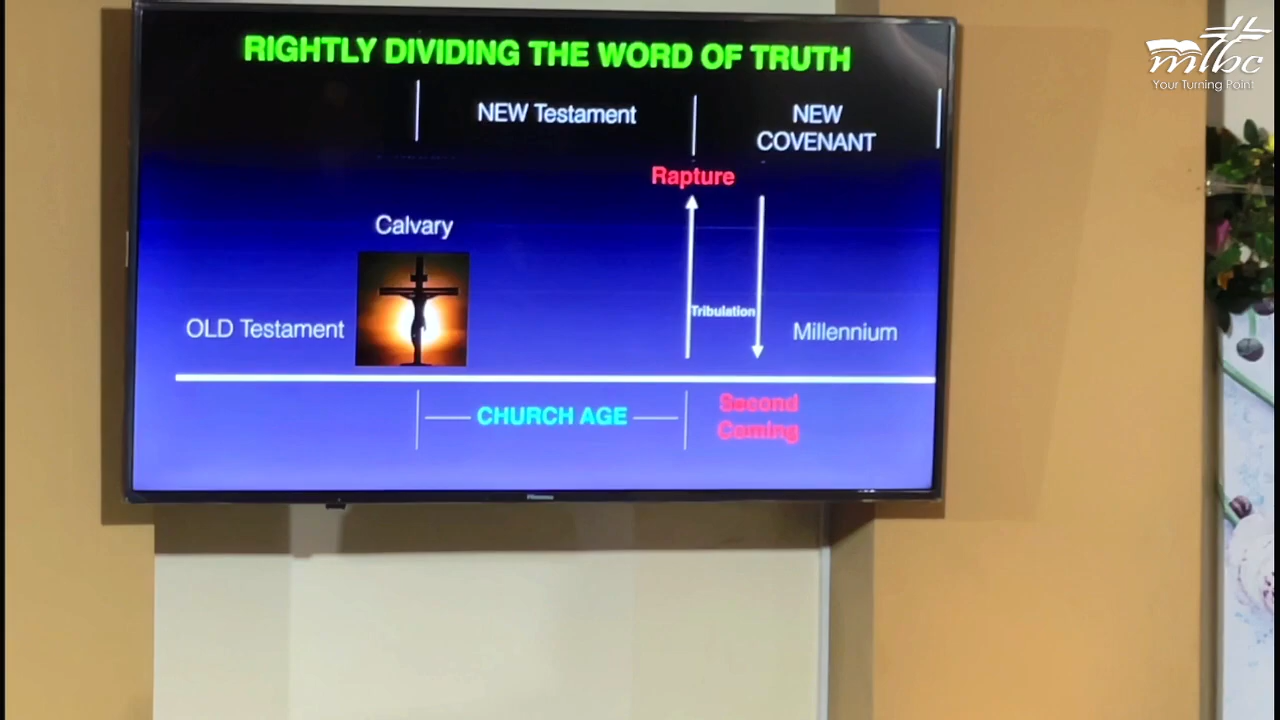 RIGHTLY DIVIDING THE WORD OF TRUTH
NEW Testament
NEW
COVENANT
Rapture
Calvary
Tribulation
OLD Testament
Millennium
CHURCH AGE
Second
Coming
Hisense
mtbc
Your Turning Point